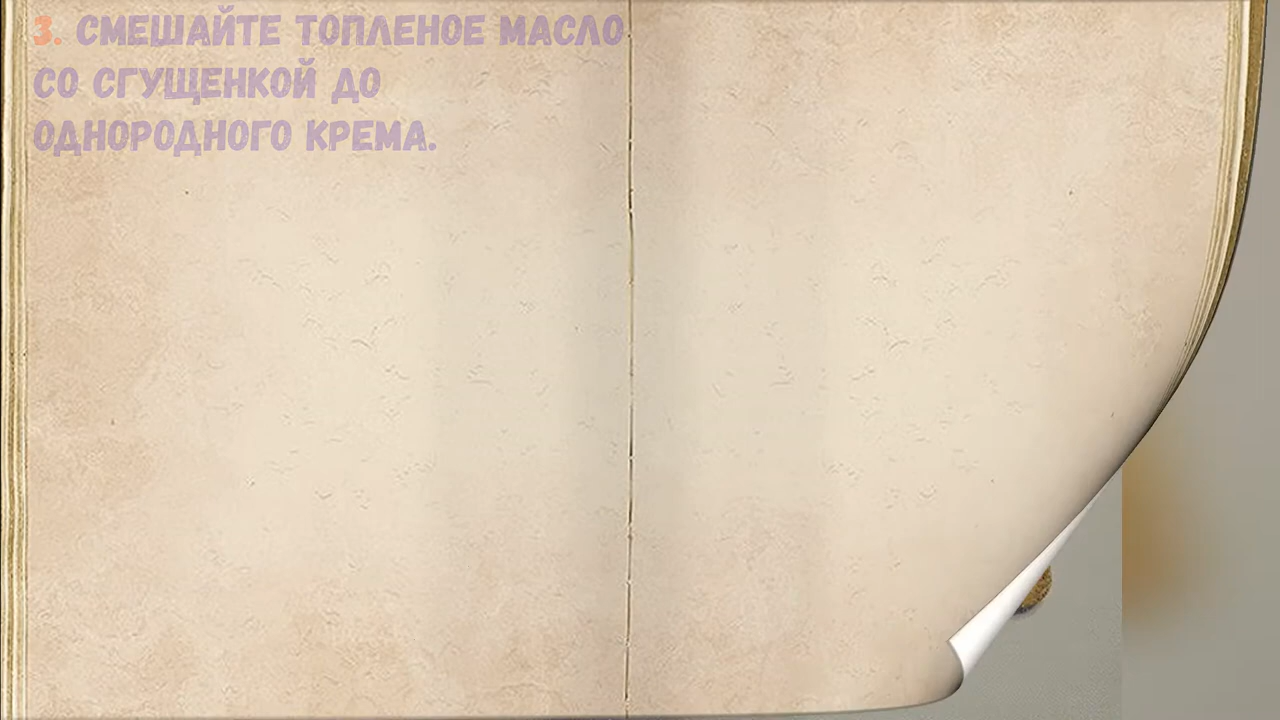 3. СМЕШАЙТЕ ТОПЛЕНОЕ МАСЛО
СО СГУЩЕНКОЙ ДО
ОДНОРОДНОГО КРЕМА.